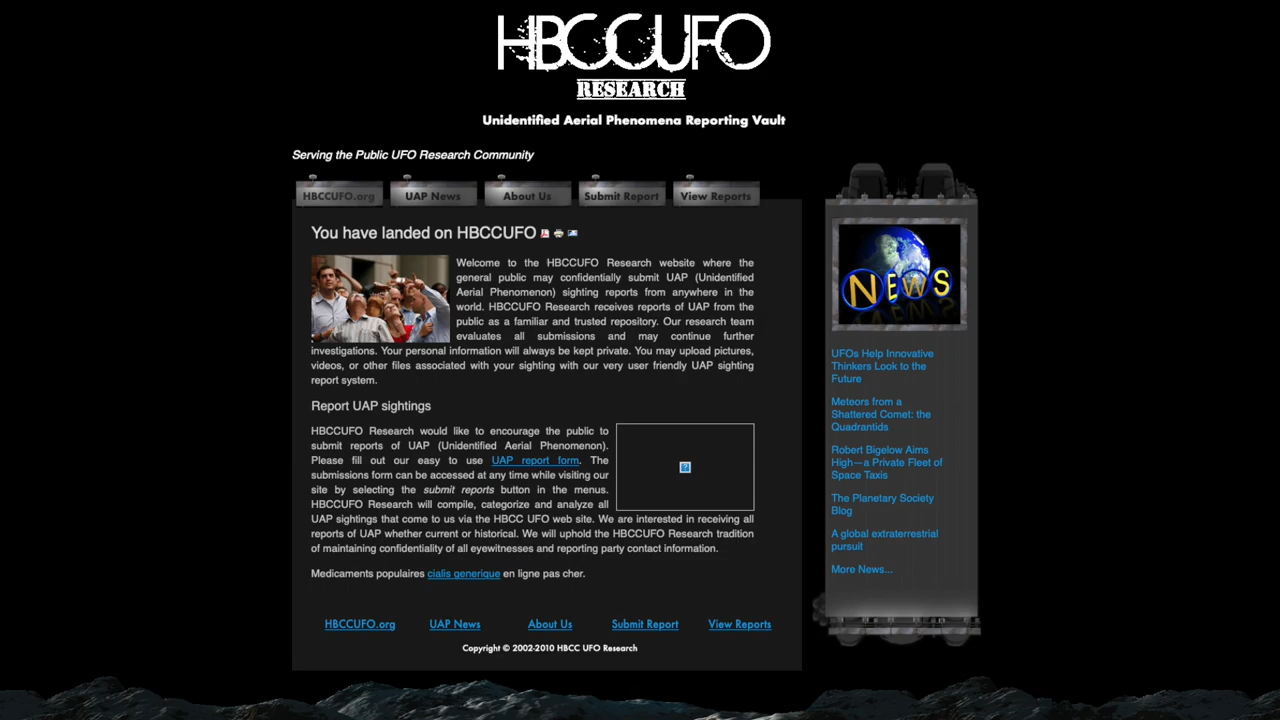 HBCCUFO
RESEARCH
Unidentified Aerial Phenomena Reporting Vault
Serving the Public UFO Research Community
HBCCUFO.org UAP News About Us Submit Report View Reports
You have landed on HBCCUFO
Welcome to the HBCCUFO Research website where the
general public may confidentially submit UAP (Unidentified
Aerial Phenomenon) sighting reports from anywhere in the
world. HBCCUFO Research receives reports of UAP from the
public as a familiar and trusted repository. Our research team
evaluates all submissions and may continue further
investigations. Your personal information will always be kept private. You may upload pictures,
videos, or other files associated with your sighting with our very user friendly UAP sighting
report system.
Report UAP sightings
HBCCUFO Research would like to encourage the public to
submit reports of UAP (Unidentified Aerial Phenomenon).
Please fill out our easy to use UAP report form. The
submissions form can be accessed at any time while visiting our
site by selecting the submit reports button in the menus.
HBCCUFO Research will compile, categorize and analyze all
UAP sightings that come to us via the HBCC UFO web site. We are interested in receiving all
reports of UAP whether current or historical. We will uphold the HBCCUFO Research tradition
of maintaining confidentiality of all eyewitnesses and reporting party contact information.
Medicaments populaires cialis generique en ligne pas cher.
HBCCUFO.org UAP News About Us Submit Report View Reports
Copyright © 2002-2010 HBCC UFO Research
NEWS
UFOs Help Innovative
Thinkers Look to the
Future
Meteors from a
Shattered Comet: the
Quadrantids
Robert Bigelow Aims
High—a Private Fleet of
Space Taxis
The Planetary Society
Blog
A global extraterrestrial
pursuit
More News...